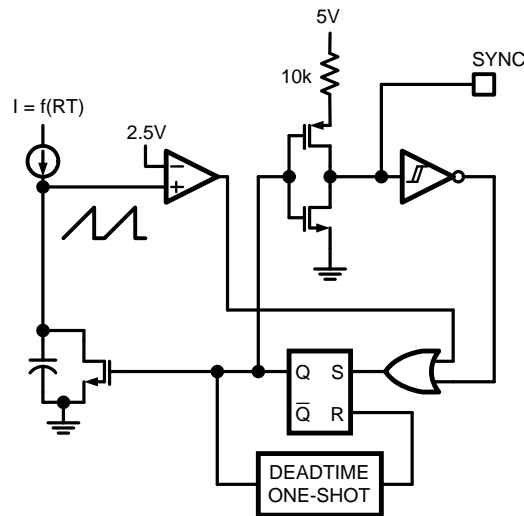 5V
SYNC
10k
I = f(RT)
2.5V
−
+
Q S
Q̅ R
DEADTIME
ONE-SHOT